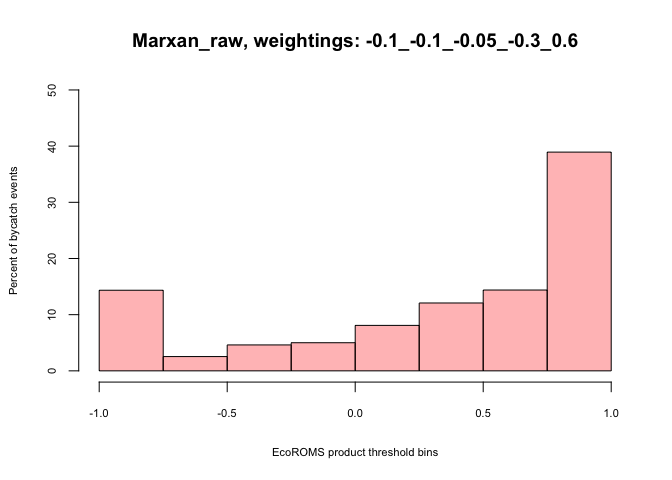 Marxan_raw, weightings: -0.1_-0.1_-0.05_-0.3_0.6
Percent of bycatch events
50
40
30
20
10
0
-1.0 -0.5 0.0 0.5 1.0
EcoROMS product threshold bins